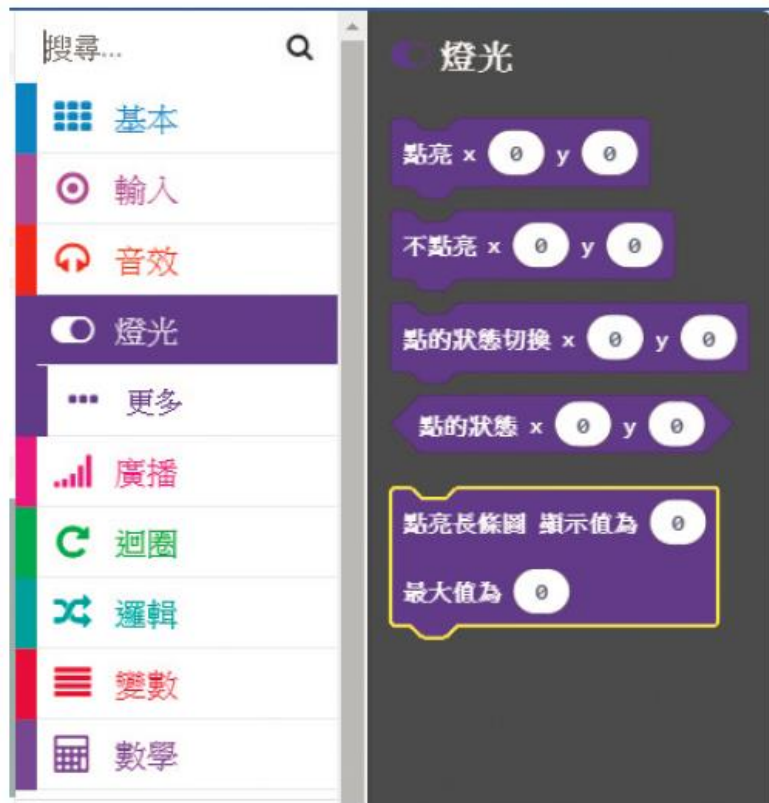 搜尋...
基本
輸入
音效
燈光
更多
廣播
迴圈
邏輯
變數
數學
燈光
點亮 x 0 y 0
不點亮 x 0 y 0
點的狀態切換 x 0 y 0
點的狀態 x 0 y 0
點亮長條圖 顯示值為 0
最大值為 0